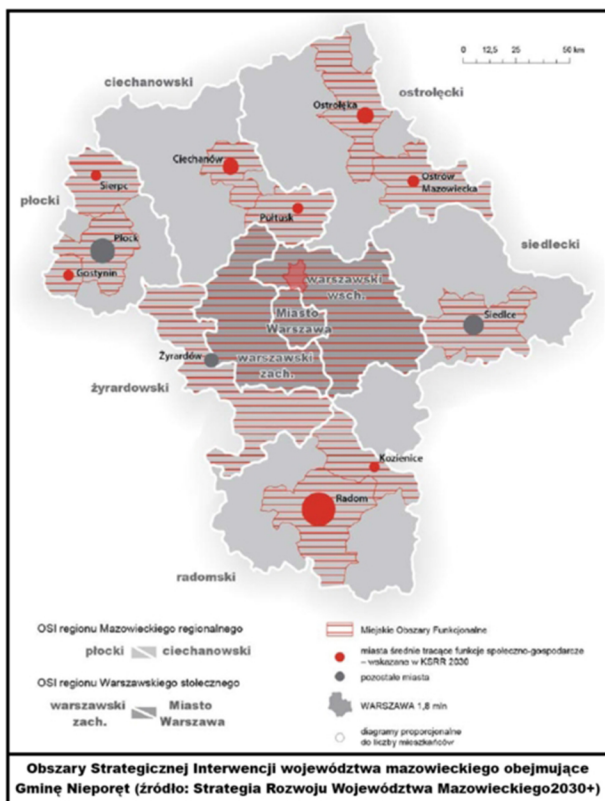 0 12,5 25 50 km
ciechanowski
ostrołęcki
Ostrołęka
Ciechanów
Ostrów
Mazowiecka
Sierpc
Pułtusk
płocki
Płock
siedlecki
Gostynin
warszawski
wsch.
Siedlce
Miasto
Warszawa
Żyrardów
warszawski
zach.
żyrardowski
Kozienice
Radom
radomski
OSI regionu Mazowieckiego regionalnego
płocki ciechanowski
OSI regionu Warszawskiego stołecznego
warszawski
zach.
Miasto
Warszawa
Miejskie Obszary Funkcjonalne
miasta średnie tracące funkcje społeczno-gospodarcze
– wskazane w KSRR 2030
pozostałe miasta
WARSZAWA 1,8 mln
diagramy proporcjonalne
do liczby mieszkańców
Obszary Strategicznej Interwencji województwa mazowieckiego obejmujące
Gminę Nieporęt (źródło: Strategia Rozwoju Województwa Mazowieckiego2030+)